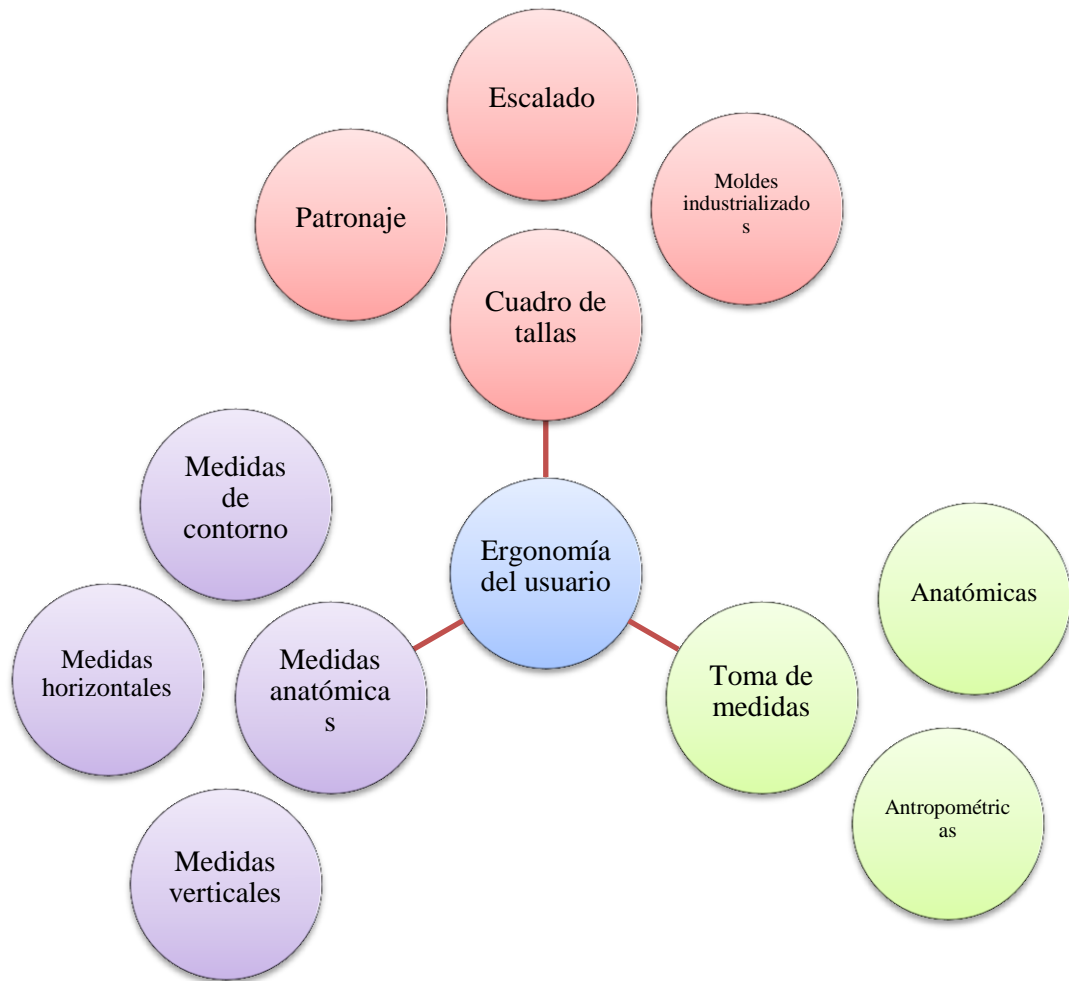 Escalado
Patronaje
Moldes
industrializado
s
Cuadro de
tallas
Medidas
de
contorno
Ergonomía
del usuario
Anatómicas
Medidas
horizontales
Medidas
anatómica
s
Toma de
medidas
Antropométric
as
Medidas
verticales